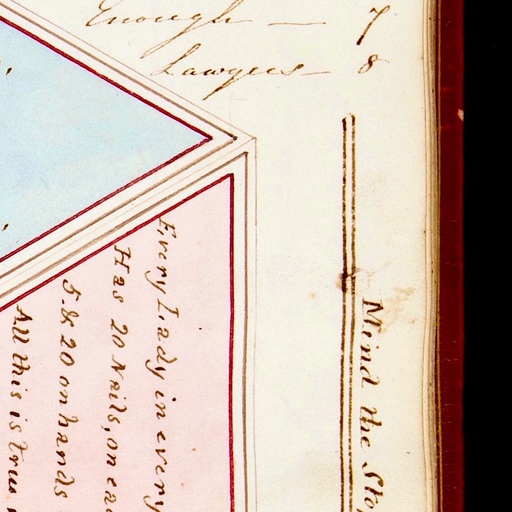 Enough — 7
Lawyers — 8
Mind the Sto
Every Lady in every
Has 20 Nails, on ea
5. & 20 on hands
All this is true